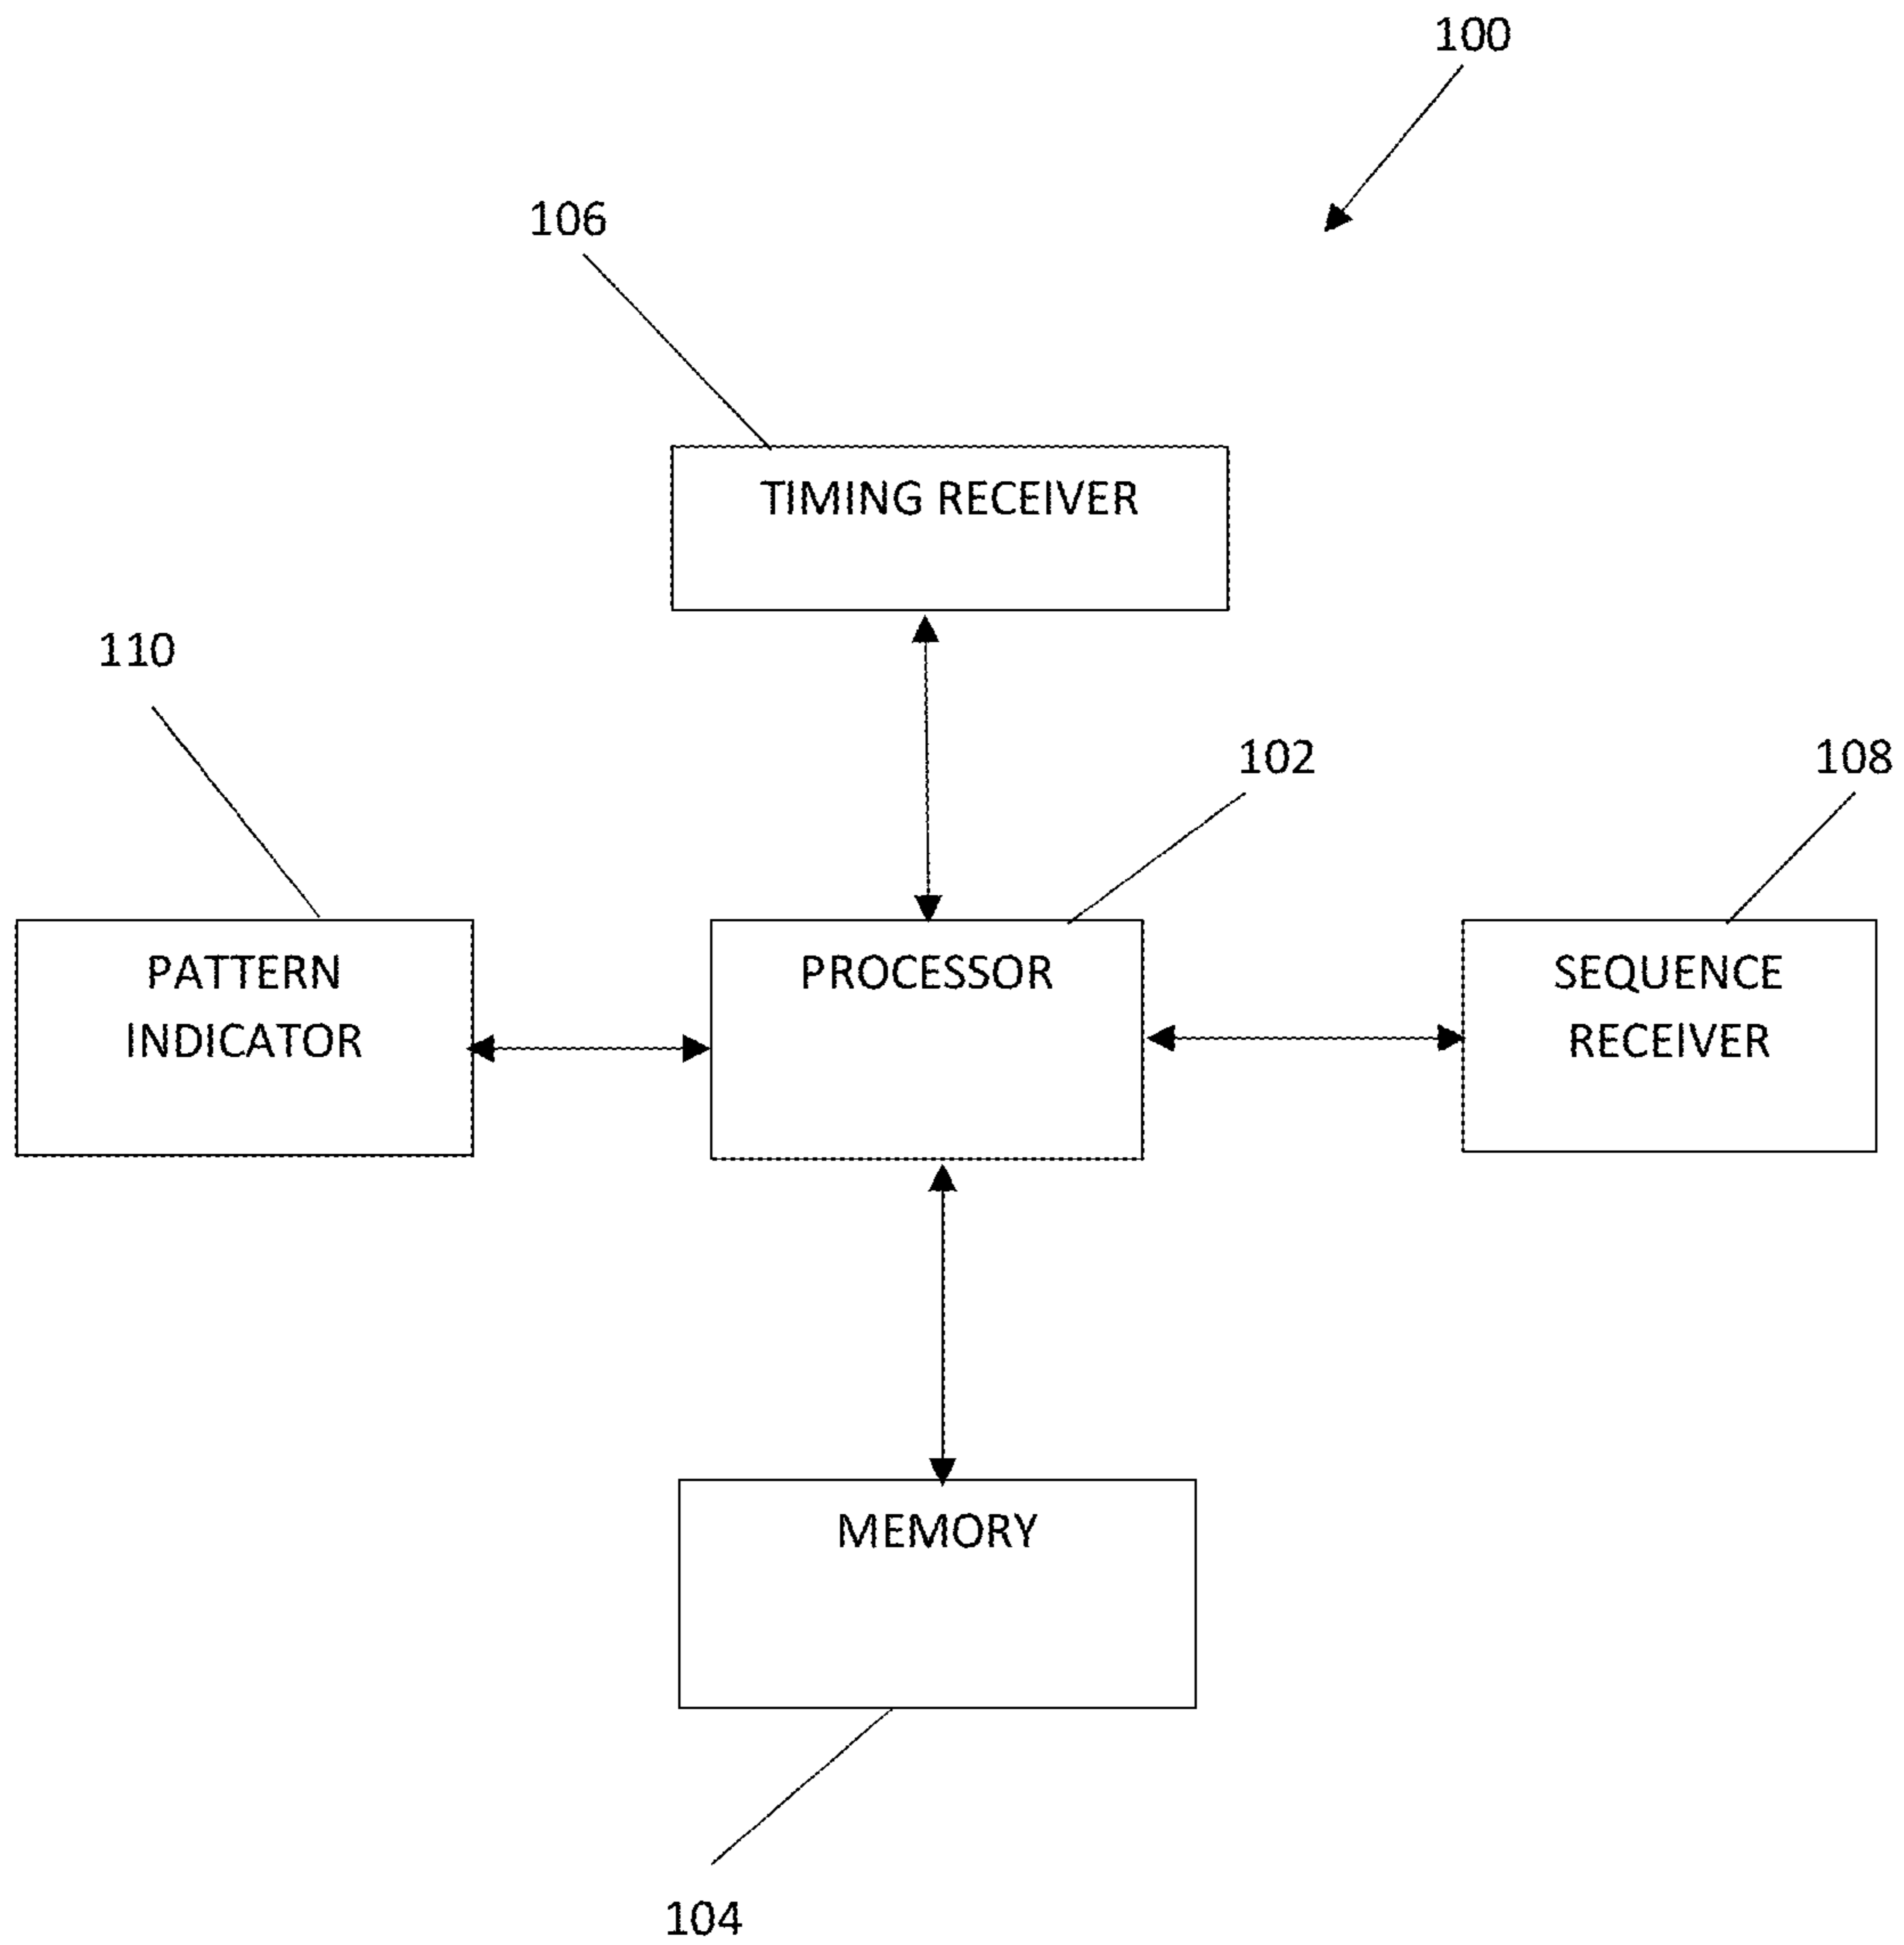 100
106
TIMING RECEIVER
110
102
108
PATTERN
INDICATOR
PROCESSOR
SEQUENCE
RECEIVER
MEMORY
104